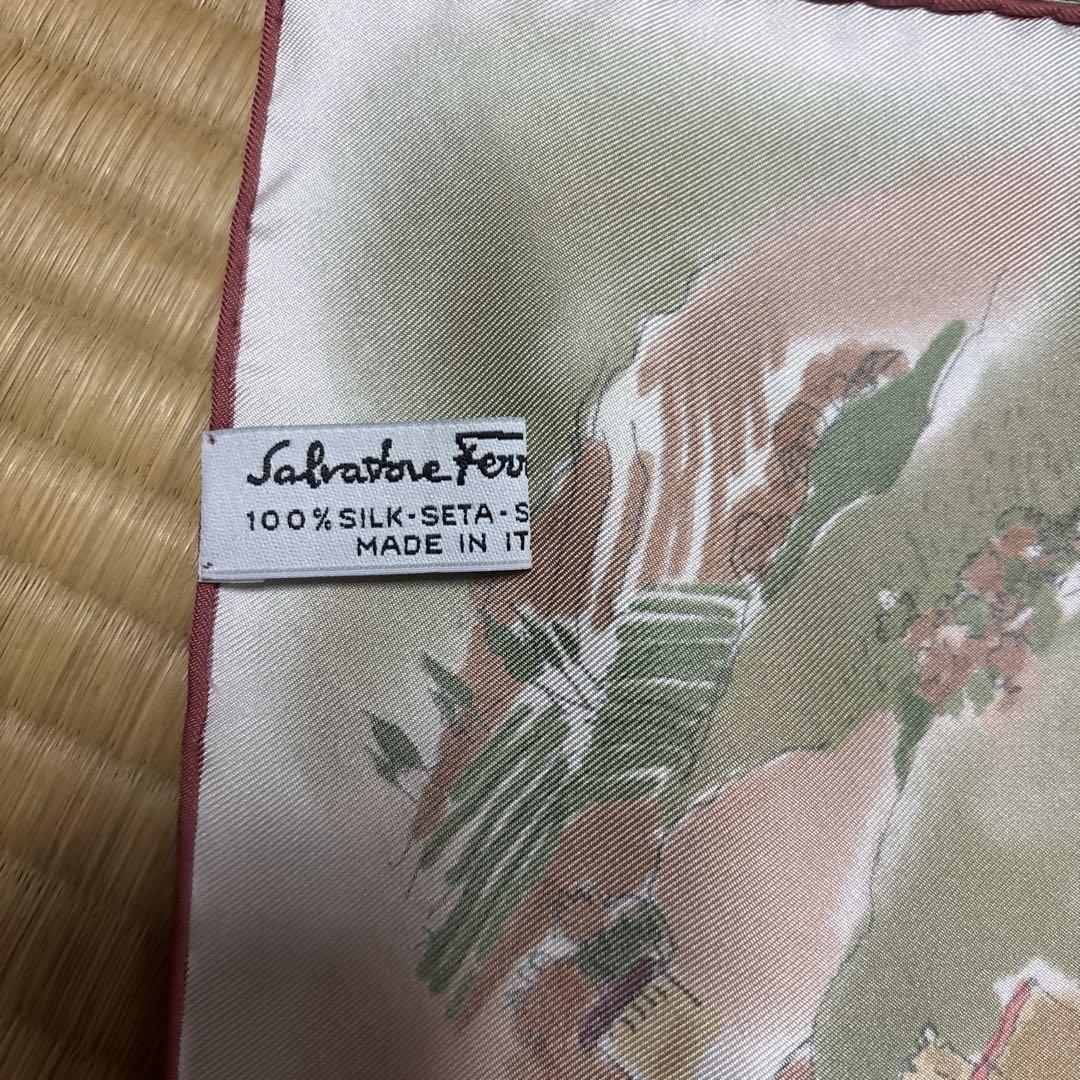 Salvatore Ferr
100% SILK-SETA-S
MADE IN IT